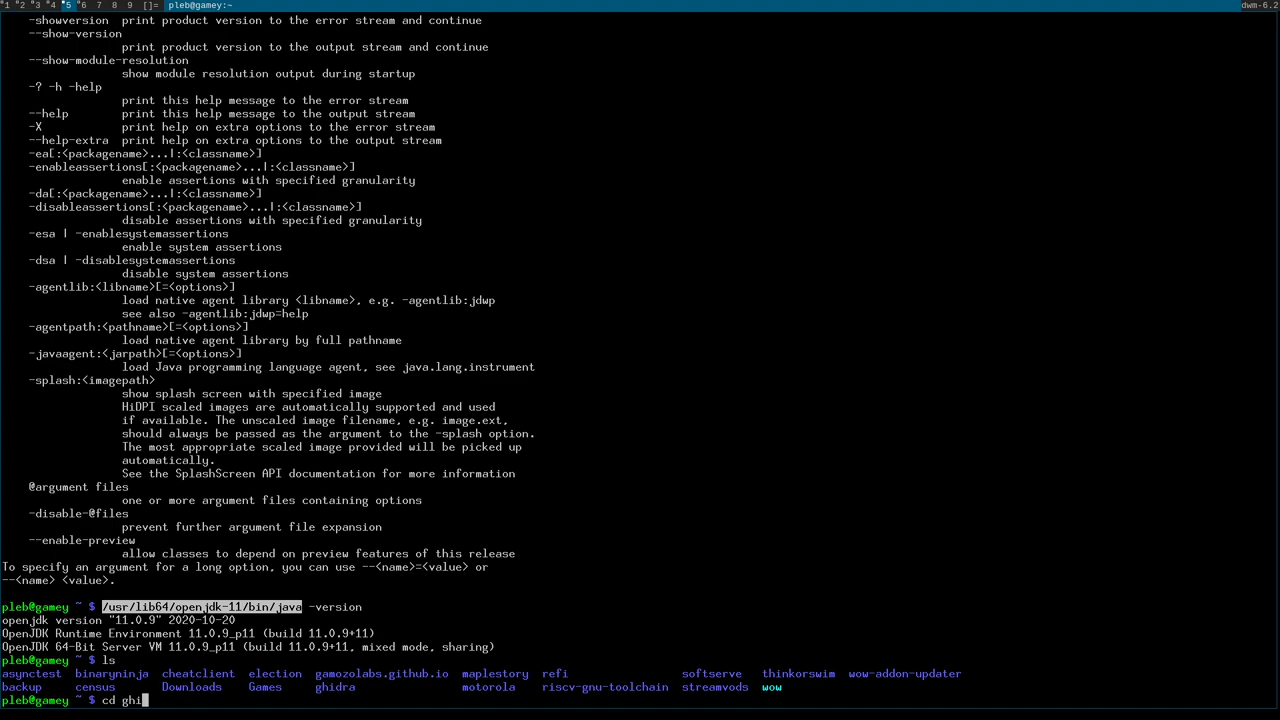 1 2 3 4 5 6 7 8 9 []= pleb@gamey:~ dwm-6.2
-showversion print product version to the error stream and continue
--show-version
print product version to the output stream and continue
--show-module-resolution
show module resolution output during startup
-? -h -help
print this help message to the error stream
--help print this help message to the output stream
-X print help on extra options to the error stream
--help-extra print help on extra options to the output stream
-ea[:<packagename>...|:<classname>]
-enableassertions[:<packagename>...|:<classname>]
enable assertions with specified granularity
-da[:<packagename>...|:<classname>]
-disableassertions[:<packagename>...|:<classname>]
disable assertions with specified granularity
-esa | -enablesystemassertions
enable system assertions
-dsa | -disablesystemassertions
disable system assertions
-agentlib:<libname>[=<options>]
load native agent library <libname>, e.g. -agentlib:jdwp
see also -agentlib:jdwp=help
-agentpath:<pathname>[=<options>]
load native agent library by full pathname
-javaagent:<jarpath>[=<options>]
load Java programming language agent, see java.lang.instrument
-splash:<imagepath>
show splash screen with specified image
HiDPI scaled images are automatically supported and used
if available. The unscaled image filename, e.g. image.ext,
should always be passed as the argument to the -splash option.
The most appropriate scaled image provided will be picked up
automatically.
See the SplashScreen API documentation for more information
@argument files
one or more argument files containing options
-disable-@files
prevent further argument file expansion
--enable-preview
allow classes to depend on preview features of this release
To specify an argument for a long option, you can use --<name>=<value> or
--<name> <value>.
pleb@gamey ~ $ /usr/lib64/openjdk-11/bin/java -version
openjdk version "11.0.9" 2020-10-20
OpenJDK Runtime Environment 11.0.9_p11 (build 11.0.9+11)
OpenJDK 64-Bit Server VM 11.0.9_p11 (build 11.0.9+11, mixed mode, sharing)
pleb@gamey ~ $ ls
asynctest binaryninja cheatclient election gamozolabs.github.io maplestory refi softserve thinkorswim wow-addon-updater
backup census Downloads Games ghidra motorola riscv-gnu-toolchain streamvods wow
pleb@gamey ~ $ cd ghi